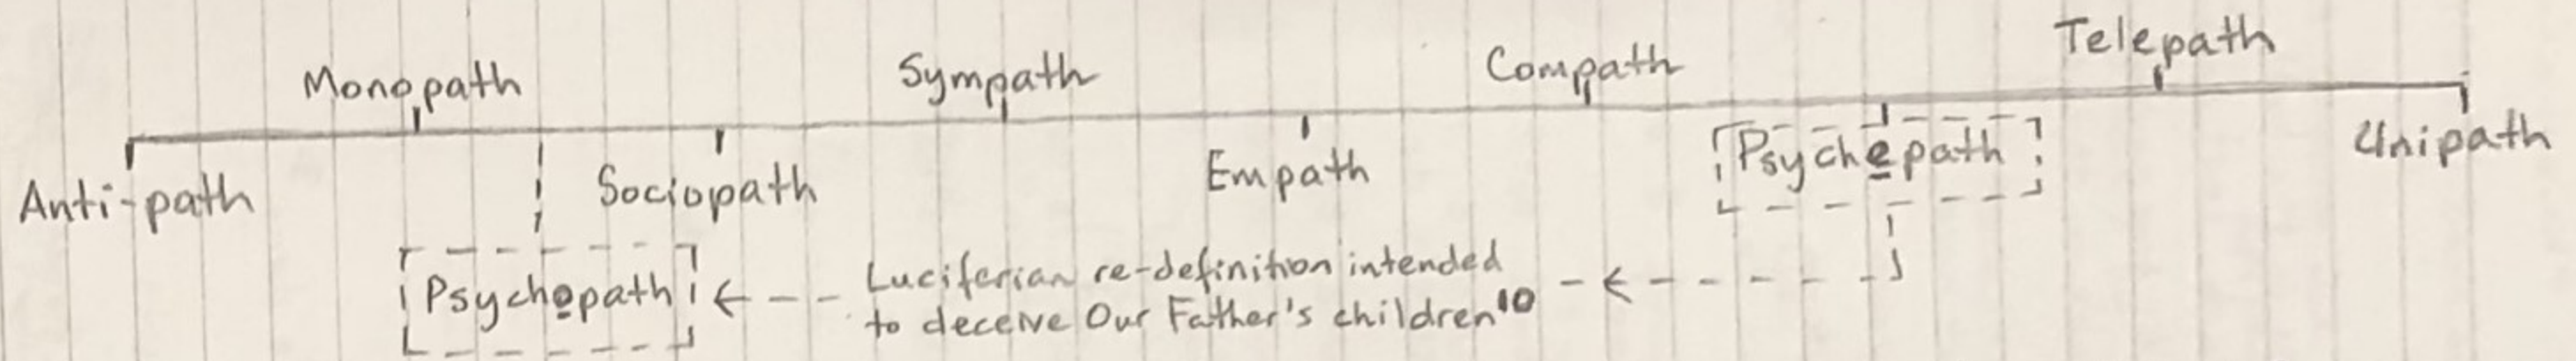 Telepath
Monopath Sympath Compath
Anti-path Sociopath Empath Psychepath Unipath
Psychopath
Luciferian re-definition intended
to deceive Our Father's children10